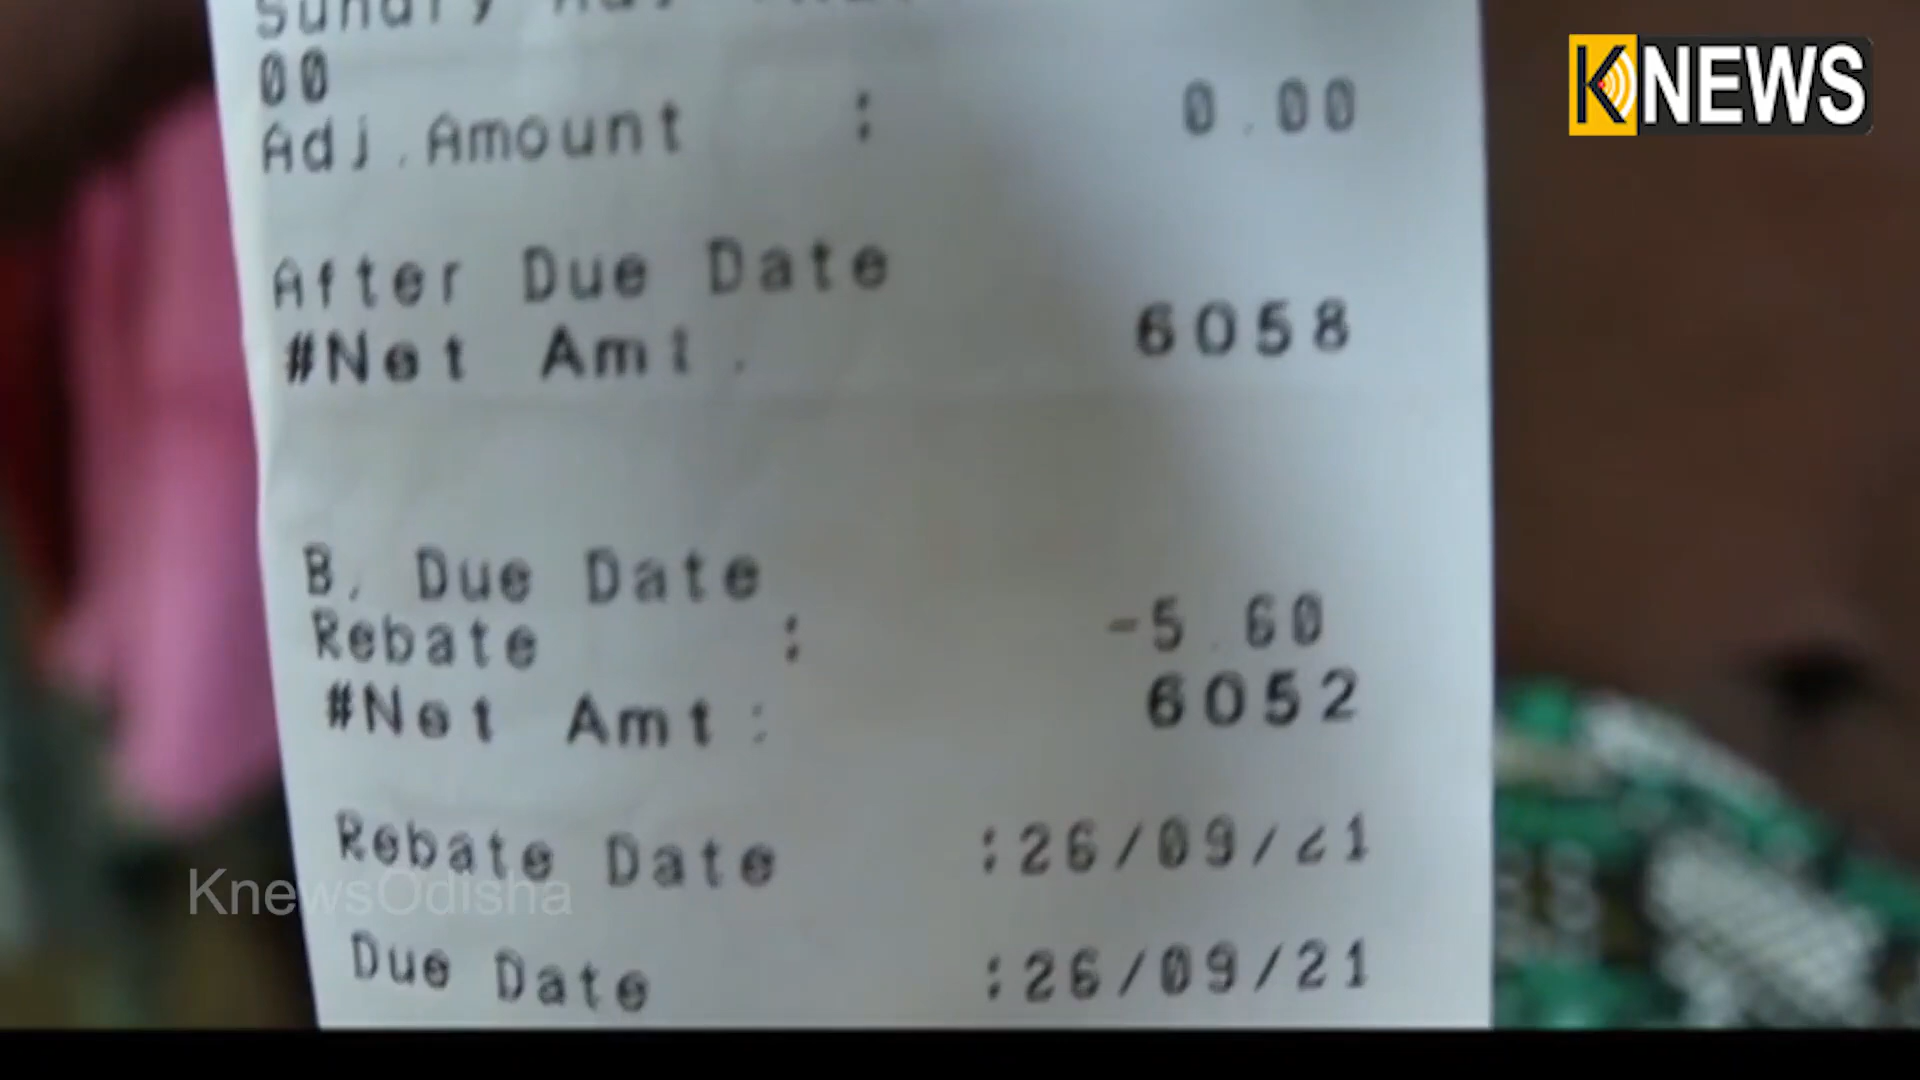 KNEWS
Sundry
00
Adj.Amount : 0.00
After Due Date
#Net Amt. 6058
B. Due Date
Rebate : -5.60
#Net Amt: 6052
Rebate Date :26/09/21
KnewsOdisha
Due Date :26/09/21